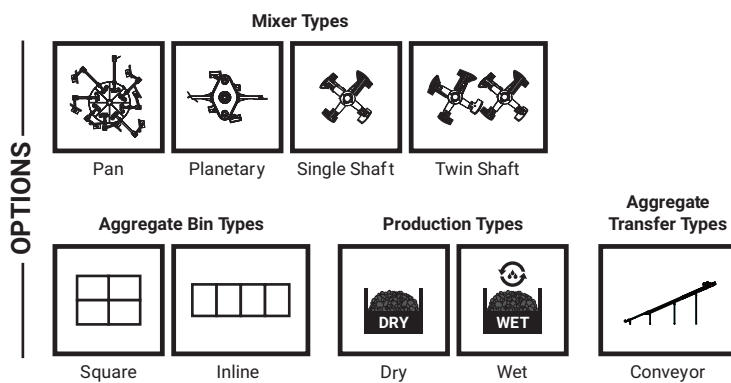 OPTIONS
Mixer Types
Pan
Planetary
Single Shaft
Twin Shaft
Aggregate Bin Types
Square
Inline
Production Types
DRY
Dry
WET
Wet
Aggregate
Transfer Types
Conveyor